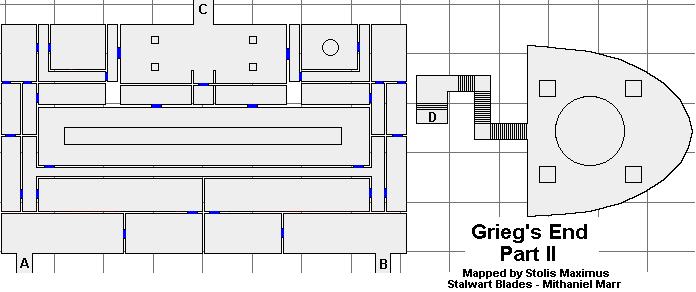 C
D
A
B
Grieg's End
Part II
Mapped by Stolis Maximus
Stalwart Blades - Mithaniel Marr